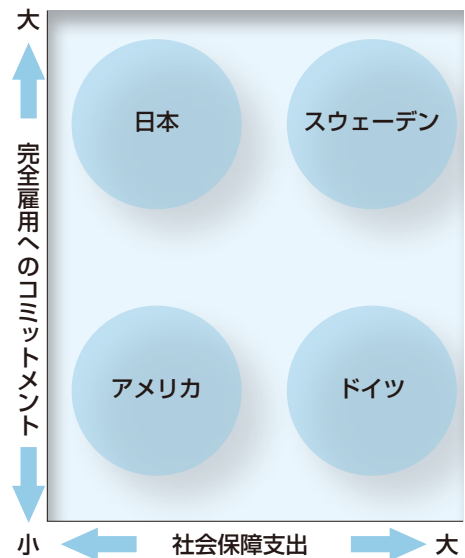 大
完全雇用へのコミットメント
日本
スウェーデン
アメリカ
ドイツ
小
社会保障支出
大